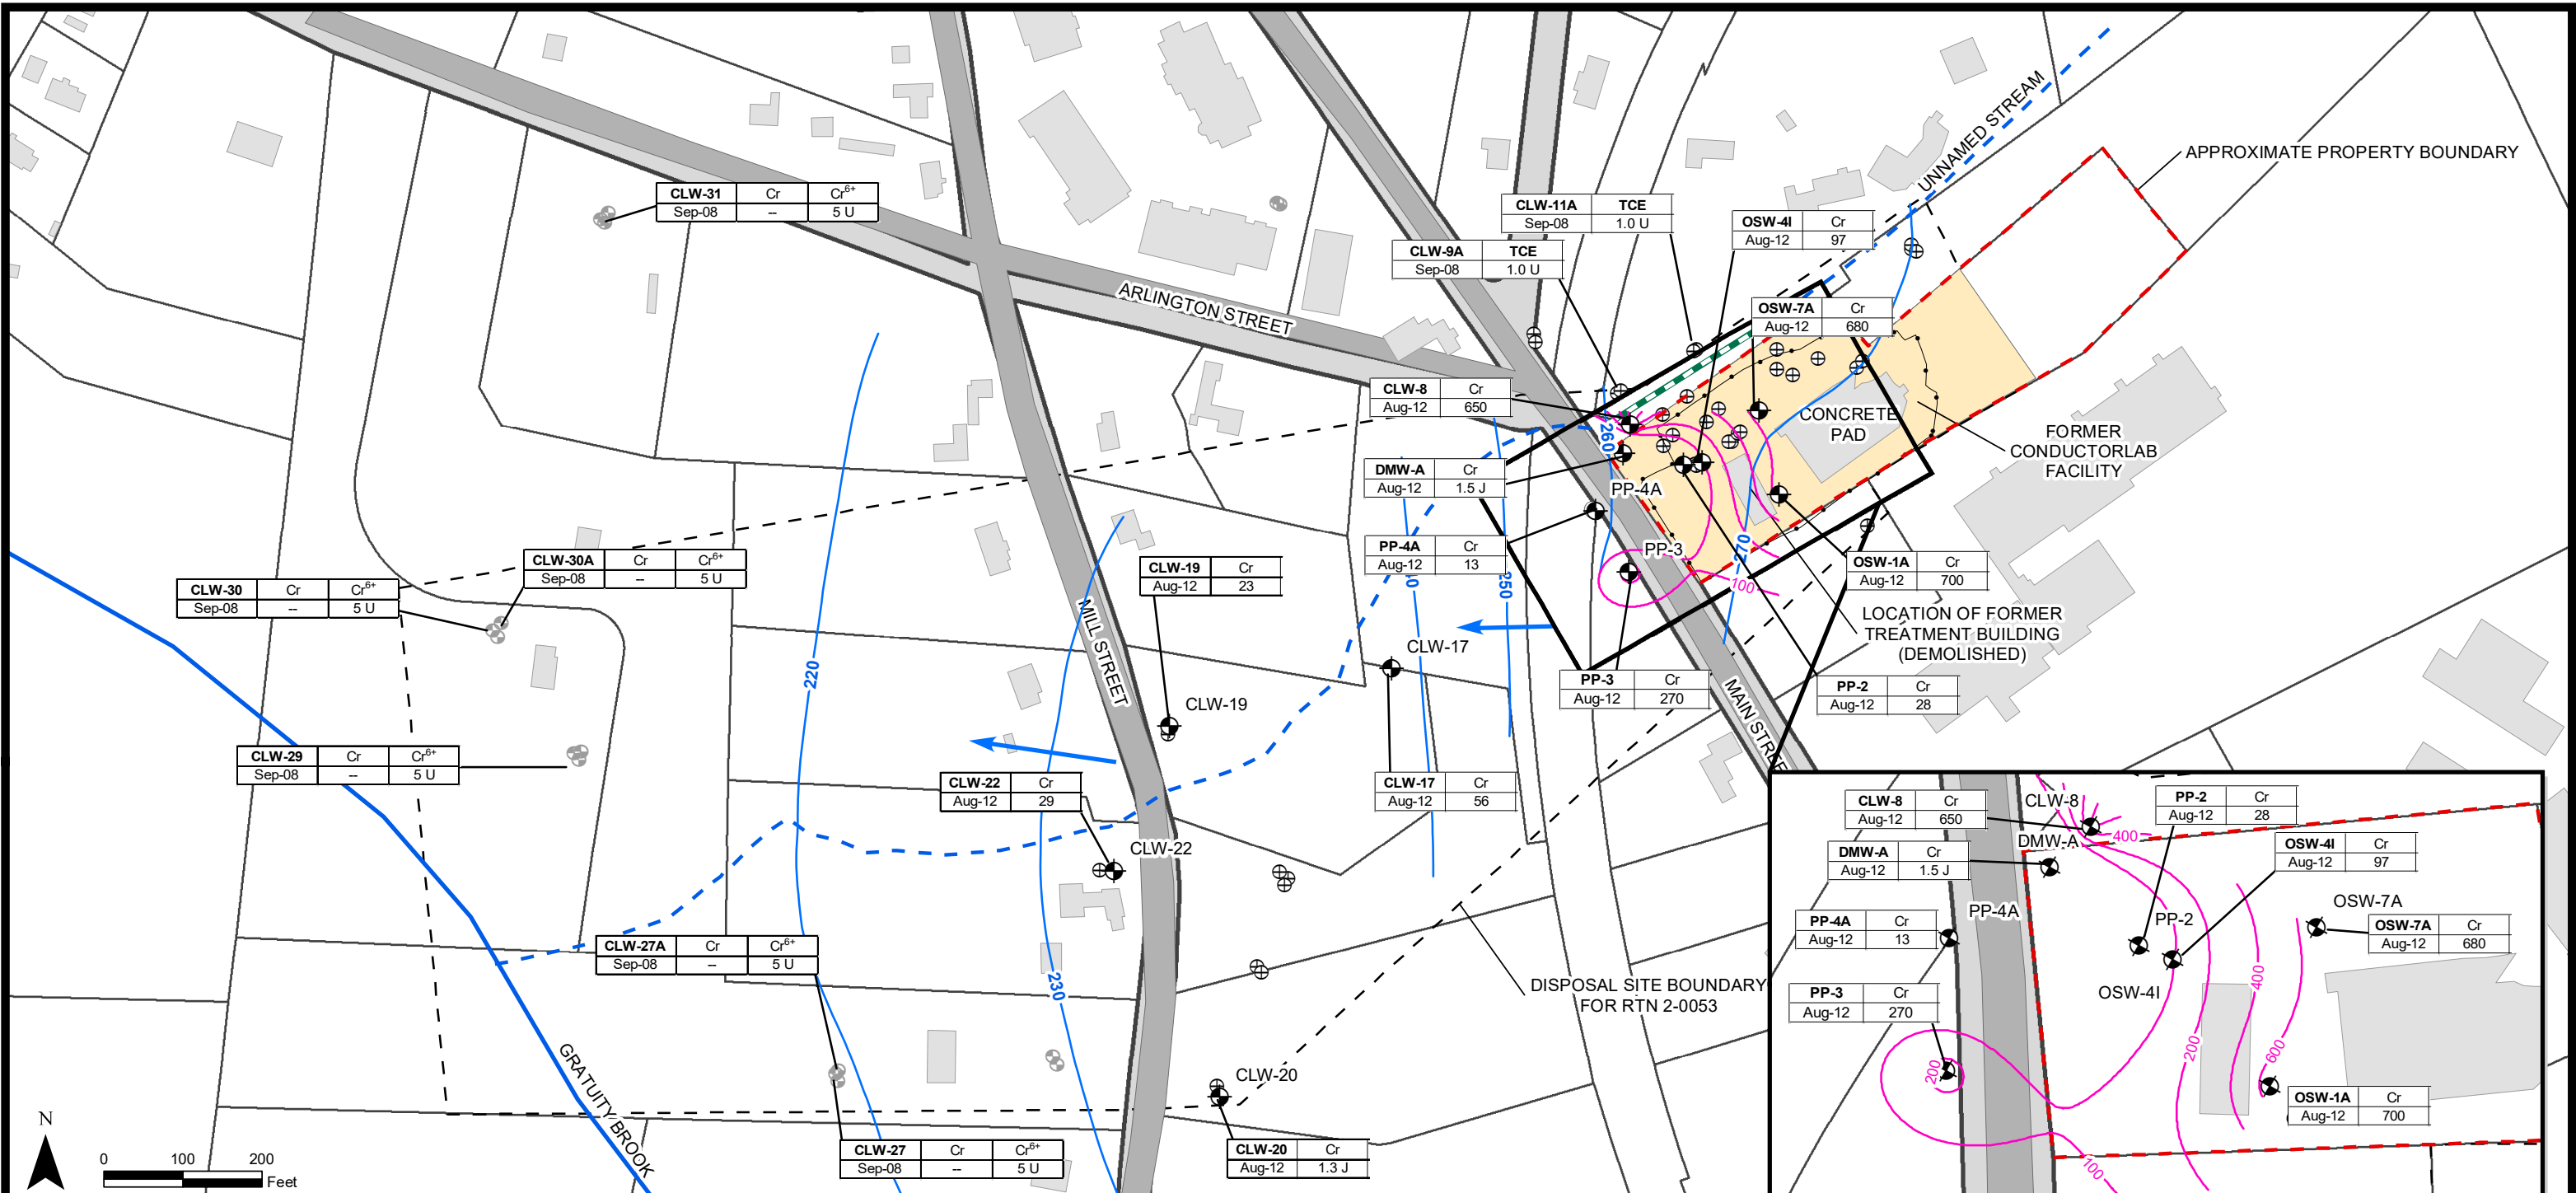 UNNAMED STREAM
APPROXIMATE PROPERTY BOUNDARY
CLW-31 Cr Cr6+
Sep-08 -- 5 U
CLW-11A TCE
Sep-08 1.0 U
OSW-4I Cr
Aug-12 97
CLW-9A TCE
Sep-08 1.0 U
ARLINGTON STREET
OSW-7A Cr
Aug-12 680
CLW-8 Cr
Aug-12 650
260
CONCRETE
PAD
FORMER
CONDUCTORLAB
FACILITY
DMW-A Cr
Aug-12 1.5 J
PP-4A
PP-4A Cr
Aug-12 13
PP-3
270
250
100
CLW-30A Cr Cr6+
Sep-08 -- 5 U
CLW-30 Cr Cr6+
Sep-08 -- 5 U
CLW-19 Cr
Aug-12 23
OSW-1A Cr
Aug-12 700
LOCATION OF FORMER
TREATMENT BUILDING
(DEMOLISHED)
MILL STREET
CLW-17
220
PP-3 Cr
Aug-12 270
PP-2 Cr
Aug-12 28
MAIN STREE
CLW-19
CLW-29 Cr Cr6+
Sep-08 -- 5 U
CLW-22 Cr
Aug-12 29
CLW-17 Cr
Aug-12 56
CLW-22
CLW-27A Cr Cr6+
Sep-08 -- 5 U
230
DISPOSAL SITE BOUNDARY
FOR RTN 2-0053
GRATUITY BROOK
CLW-20
CLW-27 Cr Cr6+
Sep-08 -- 5 U
CLW-20 Cr
Aug-12 1.3 J
N
0 100 200
Feet
CLW-8 Cr
Aug-12 650
CLW-8
PP-2 Cr
Aug-12 28
400
DMW-A
DMW-A Cr
Aug-12 1.5 J
OSW-4I Cr
Aug-12 97
PP-4A
PP-4A Cr
Aug-12 13
PP-2
OSW-7A
OSW-7A Cr
Aug-12 680
OSW-4I
400
PP-3 Cr
Aug-12 270
200
200
600
OSW-1A Cr
Aug-12 700
100